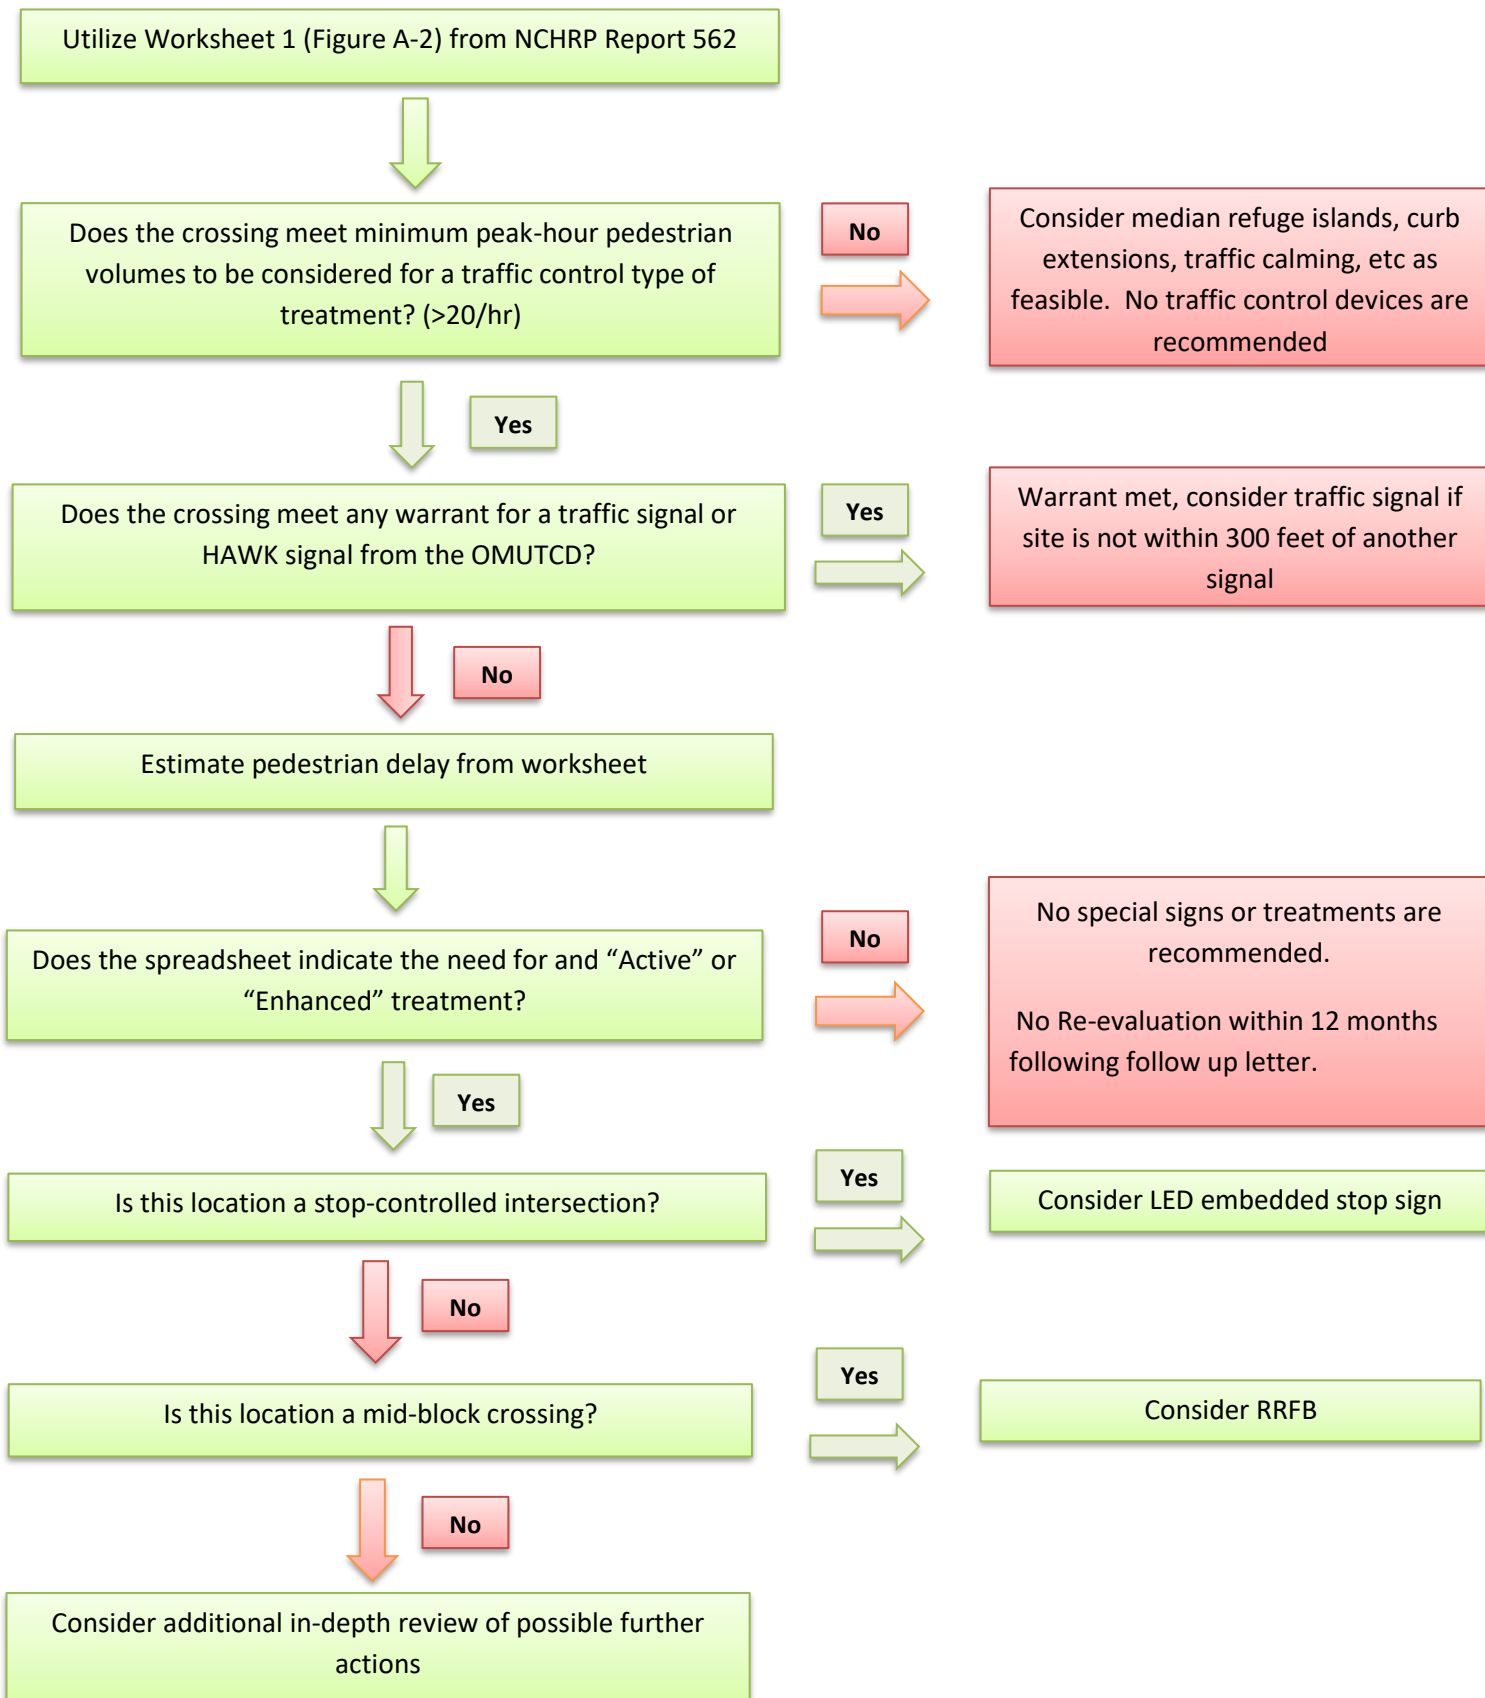 Utilize Worksheet 1 (Figure A-2) from NCHRP Report 562
Does the crossing meet minimum peak-hour pedestrian
volumes to be considered for a traffic control type of
treatment? (>20/hr)
No
Consider median refuge islands, curb
extensions, traffic calming, etc as
feasible.  No traffic control devices are
recommended
Yes
Does the crossing meet any warrant for a traffic signal or
HAWK signal from the OMUTCD?
Yes
Warrant met, consider traffic signal if
site is not within 300 feet of another
signal
No
Estimate pedestrian delay from worksheet
Does the spreadsheet indicate the need for and “Active” or
“Enhanced” treatment?
No
No special signs or treatments are
recommended.
No Re-evaluation within 12 months
following follow up letter.
Yes
Is this location a stop-controlled intersection?
Yes
Consider LED embedded stop sign
No
Is this location a mid-block crossing?
Yes
Consider RRFB
No
Consider additional in-depth review of possible further
actions